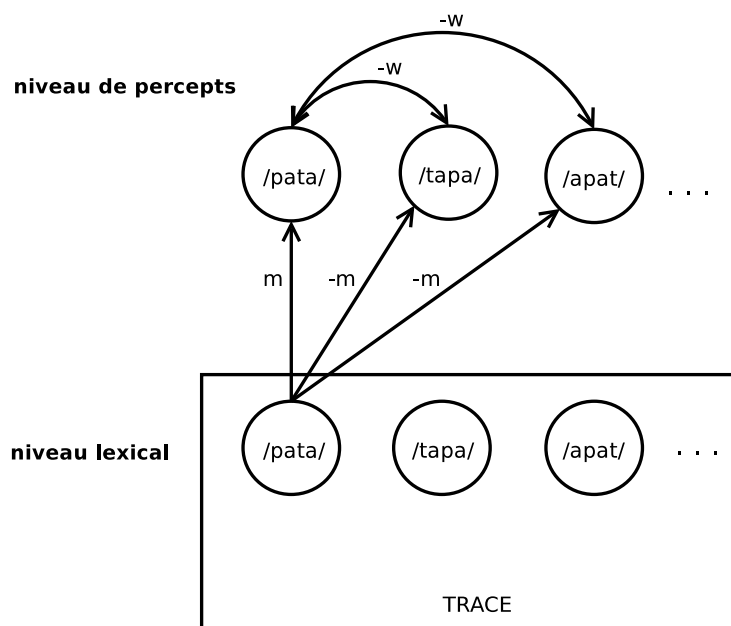 -w
-w
niveau de percepts
/pata/ /tapa/ /apat/ . . .
m -m -m
niveau lexical /pata/ /tapa/ /apat/ . . .
TRACE